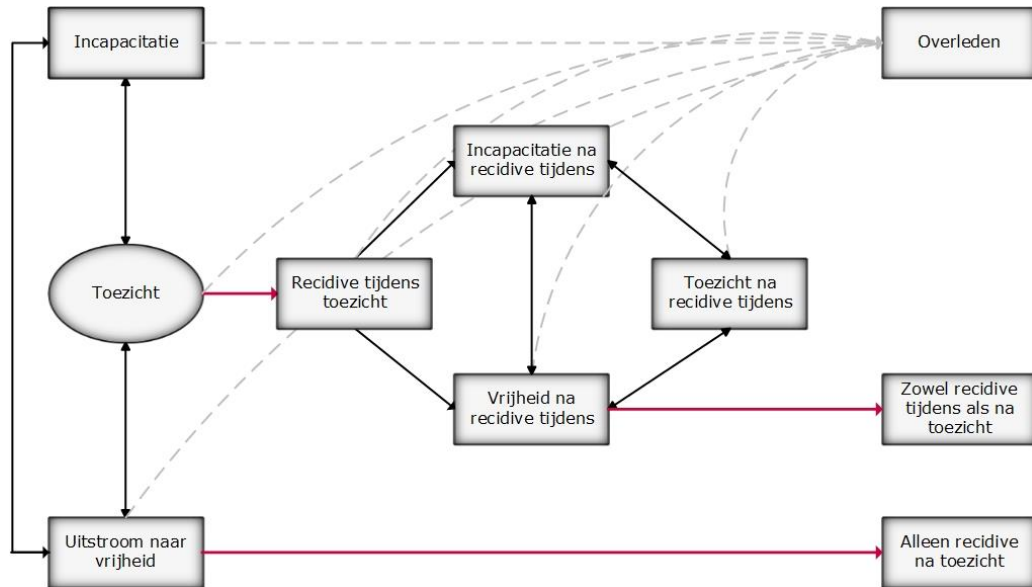 Incapacitatie
Overleden
Incapacitatie na
recidive tijdens
Toezicht
Recidive tijdens
toezicht
Toezicht na
recidive tijdens
Vrijheid na
recidive tijdens
Zowel recidive
tijdens als na
toezicht
Uitstroom naar
vrijheid
Alleen recidive
na toezicht